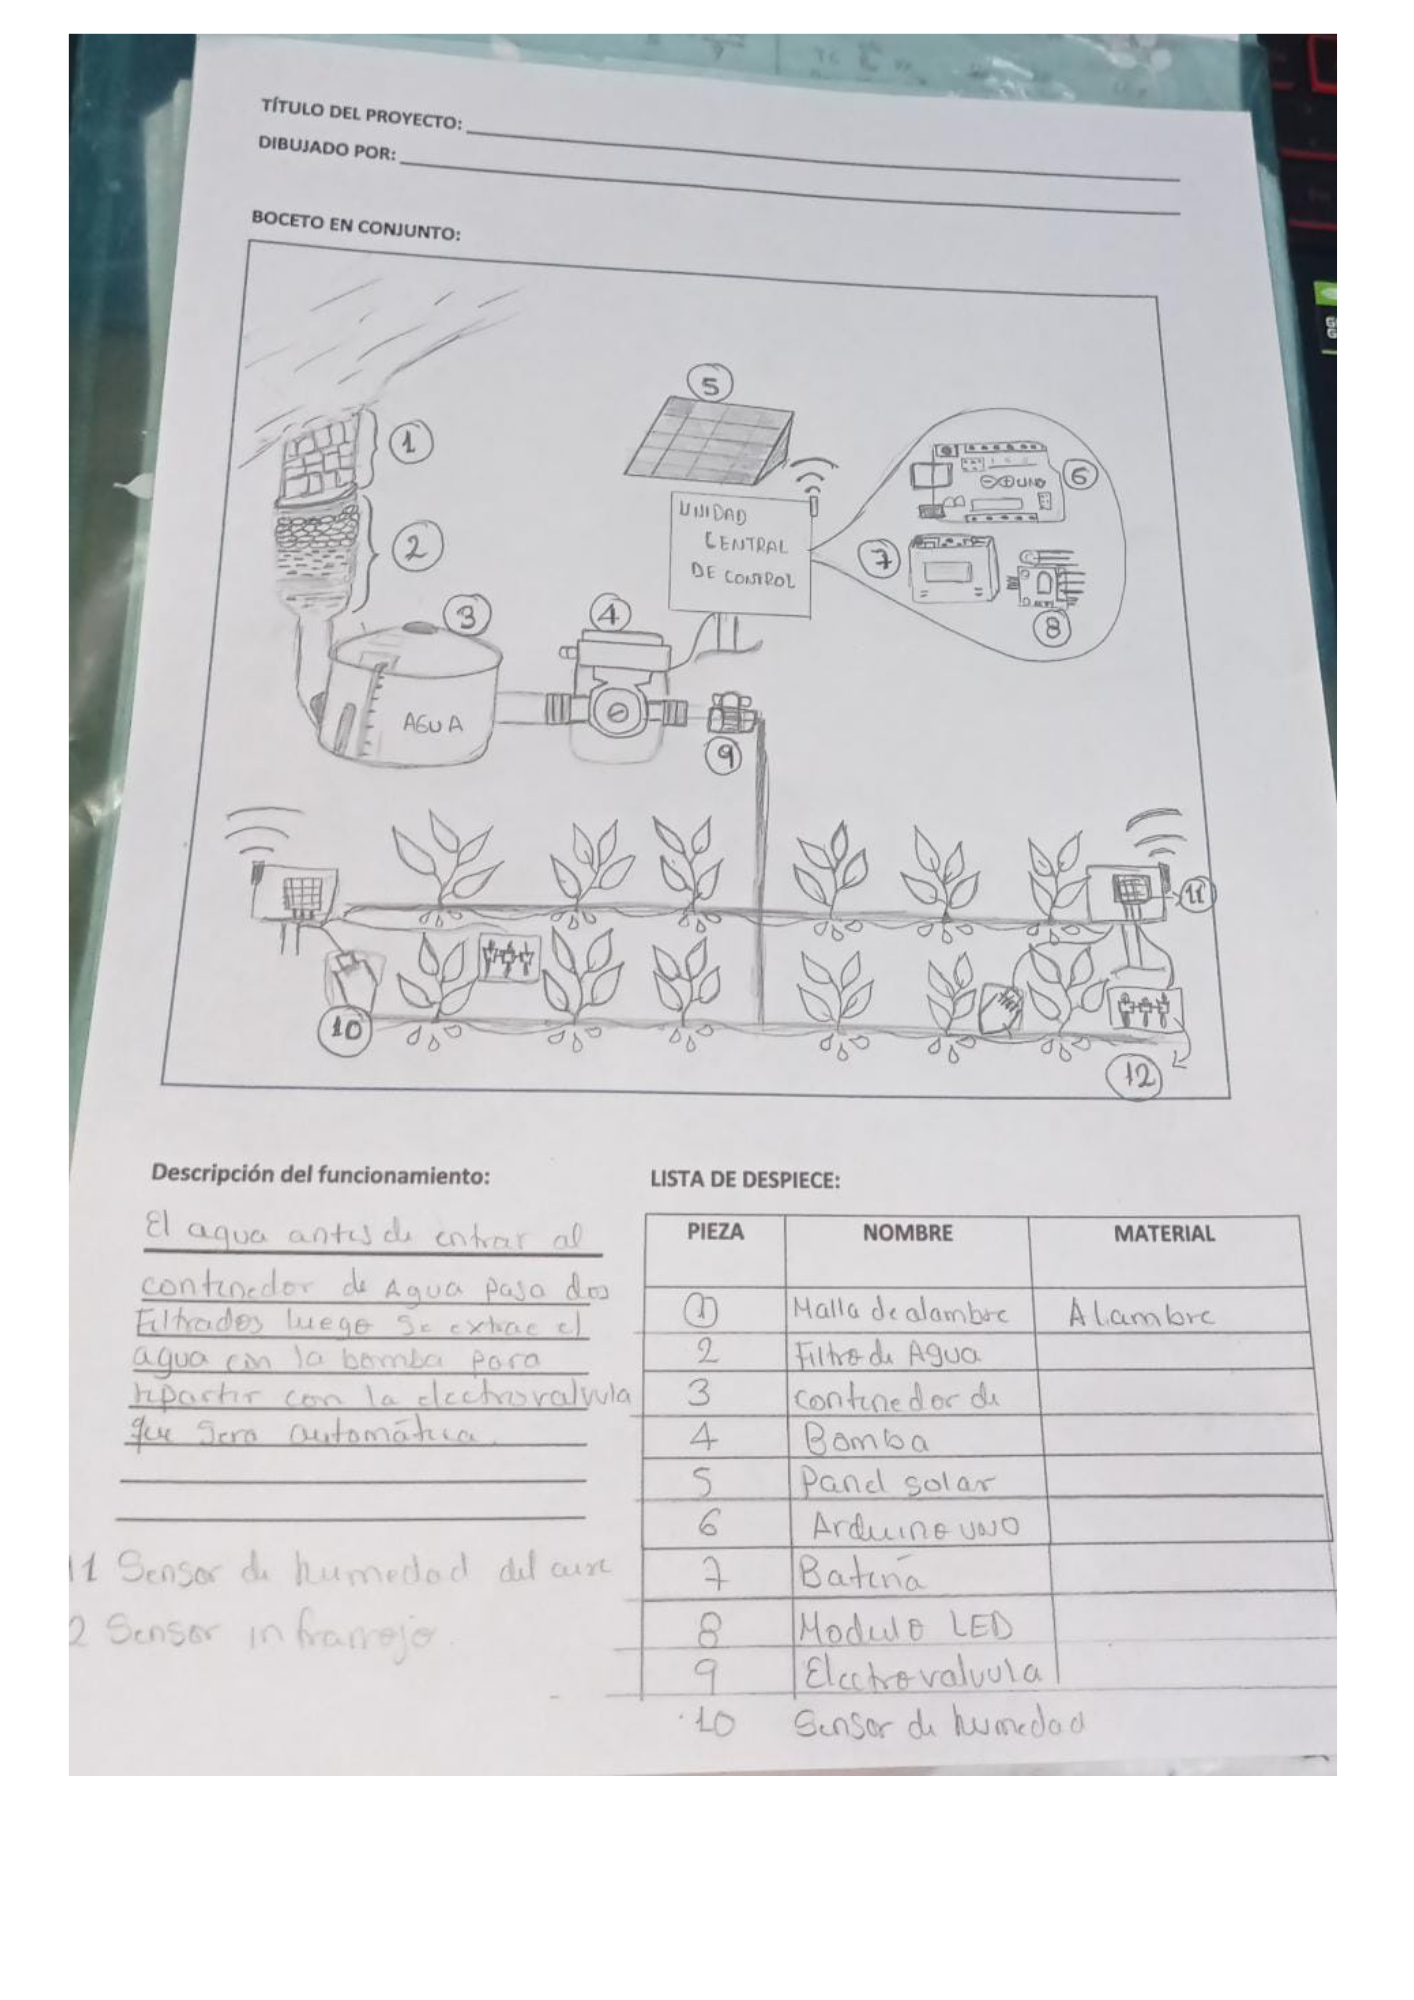 TÍTULO DEL PROYECTO:
DIBUJADO POR:
BOCETO EN CONJUNTO:
5
1
6
UNO
UNIDAD
CENTRAL
DE CONTROL
2
7
8
3
4
AGUA
9
11
10
12
Descripción del funcionamiento:
El agua antes de entrar al
contenedor de Agua pasa dos
Filtrados luego se extrae el
agua con la bomba para
repartir con la electrovalvula
que sera automática.
11 Sensor de humedad del aire
2 Sensor infrarrojo.
LISTA DE DESPIECE:
PIEZA NOMBRE MATERIAL
1 Malla de alambre Alambre
2 Filtro de Agua
3 contenedor de
4 Bomba
5 Panel solar
6 Arduino UNO
7 Batería
8 Modulo LED
9 Electrovalvula
10 Sensor de humedad